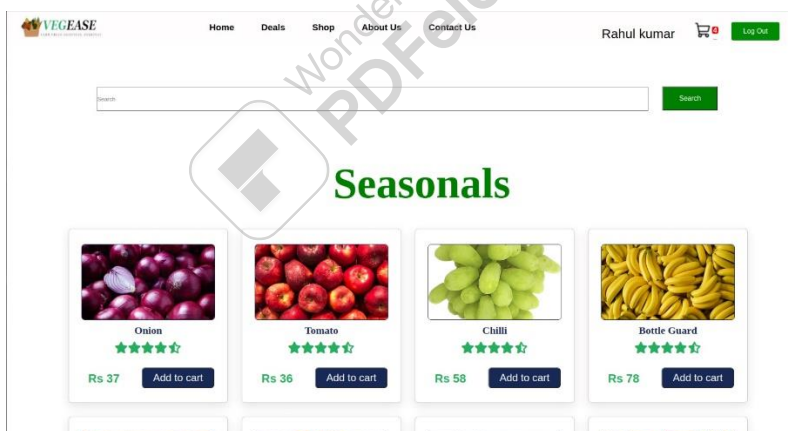 VEGEASE
Home Deals Shop About Us Contact Us
Rahul kumar
4
Log Out
Search
Search
Seasonals
Onion
Tomato
Chilli
Bottle Guard
Rs 37
Add to cart
Rs 36
Add to cart
Rs 58
Add to cart
Rs 78
Add to cart